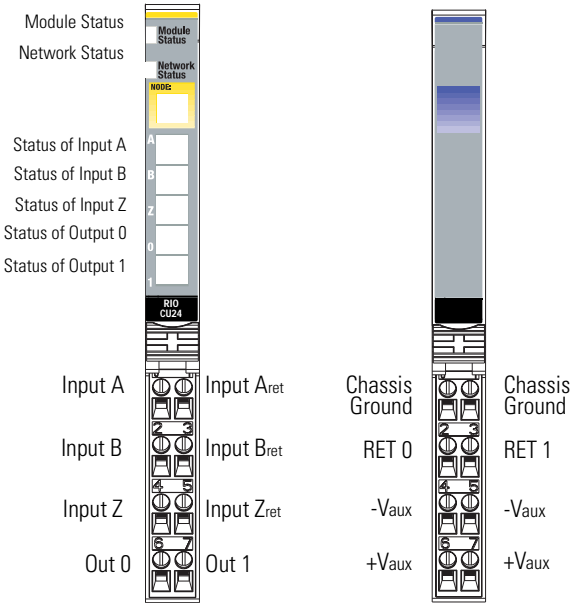 Module Status
Network Status
Module
Status
Network
Status
NODE:
Status of Input A
A
Status of Input B
B
Status of Input Z
Z
Status of Output 0
0
Status of Output 1
1
RIO
CU24
Input A
Input Aret
2 3
Input B
Input Bret
4 5
Input Z
Input Zret
6 7
Out 0
Out 1
Chassis
Ground
Chassis
Ground
2 3
RET 0
RET 1
4 5
-Vaux
-Vaux
6 7
+Vaux
+Vaux